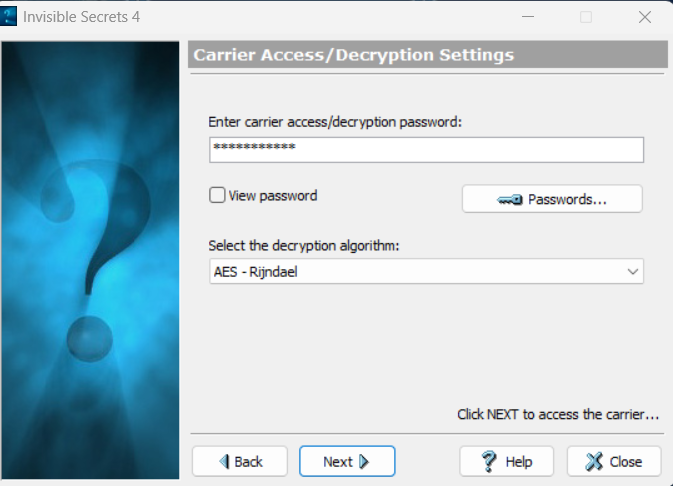 Invisible Secrets 4
Carrier Access/Decryption Settings
Enter carrier access/decryption password:
***********
View password
Passwords...
Select the decryption algorithm:
AES - Rijndael
Click NEXT to access the carrier...
Back
Next
Help
Close